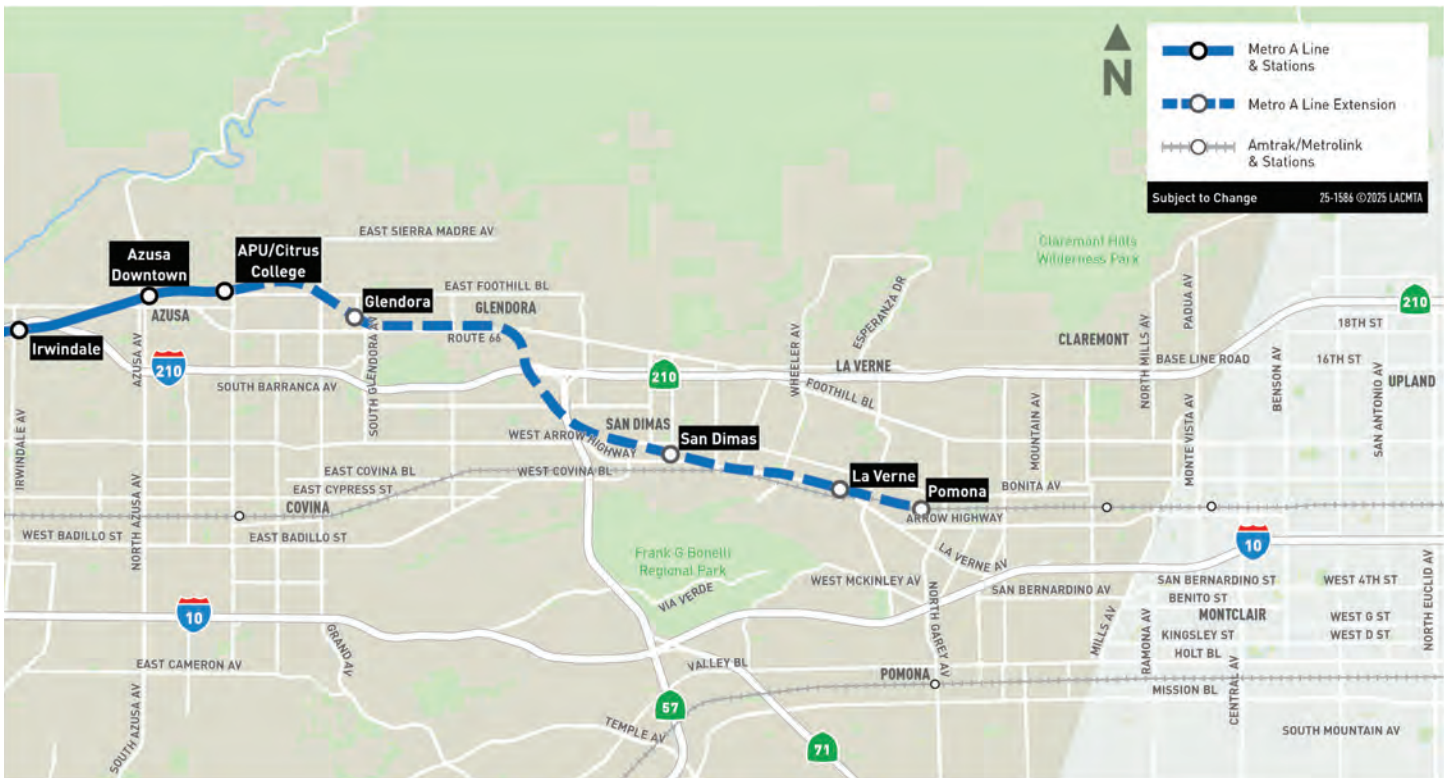 N
Metro A Line
& Stations
Metro A Line Extension
Amtrak/Metrolink
& Stations
Subject to Change
25-1586 ©2025 LACMTA
Claremont Hills
Wilderness Park
EAST SIERRA MADRE AV
Azusa
Downtown
APU/Citrus
College
Glendora
Irwindale
AZUSA
EAST FOOTHILL BL
GLENDORA
ROUTE 66
210
SOUTH BARRANCA AV
AZUSA AV
SOUTH GLENDORA AV
210
WHEELER AV
ESPERANZA DR
LA VERNE
FOOTHILL BL
CLAREMONT
NORTH MILLS AV
PADUA AV
BASE LINE ROAD
210
18TH ST
16TH ST
BENSON AV
SAN ANTONIO AV
UPLAND
MOUNTAIN AV
MONTE VISTA AV
IRWINDALE AV
SAN DIMAS
San Dimas
WEST ARROW HIGHWAY
EAST COVINA BL
WEST COVINA BL
EAST CYPRESS ST
COVINA
La Verne
Pomona
BONITA AV
ARROW HIGHWAY
NORTH AZUSA AV
WEST BADILLO ST
EAST BADILLO ST
Frank G Bonelli
Regional Park
VIA VERDE
LA VERNE AV
WEST MCKINLEY AV
SAN BERNARDINO AV
10
SAN BERNARDINO ST
WEST 4TH ST
BENITO ST
MONTCLAIR
WEST G ST
KINGSLEY ST
WEST D ST
HOLT BL
NORTH EUCLID AV
10
GRAND AV
EAST CAMERON AV
NORTH GAREY AV
MILLS AV
RAMONA AV
VALLEY BL
POMONA
MISSION BL
CENTRAL AV
SOUTH AZUSA AV
57
TEMPLE AV
71
SOUTH MOUNTAIN AV